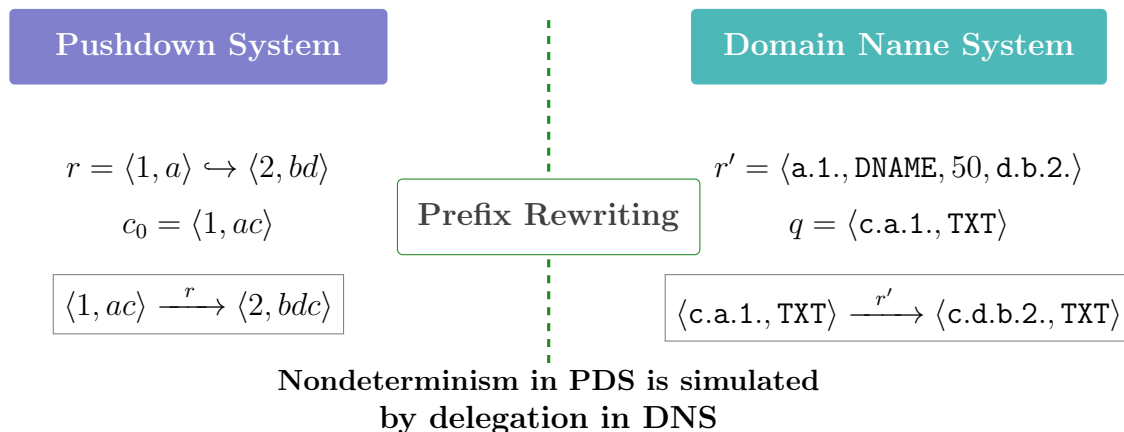 Pushdown System
Domain Name System
r = ⟨1, a⟩ ↪ ⟨2, bd⟩
c₀ = ⟨1, ac⟩
⟨1, ac⟩ —r→ ⟨2, bdc⟩
Prefix Rewriting
r′ = ⟨a.1., DNAME, 50, d.b.2.⟩
q = ⟨c.a.1., TXT⟩
⟨c.a.1., TXT⟩ —r′→ ⟨c.d.b.2., TXT⟩
Nondeterminism in PDS is simulated
by delegation in DNS